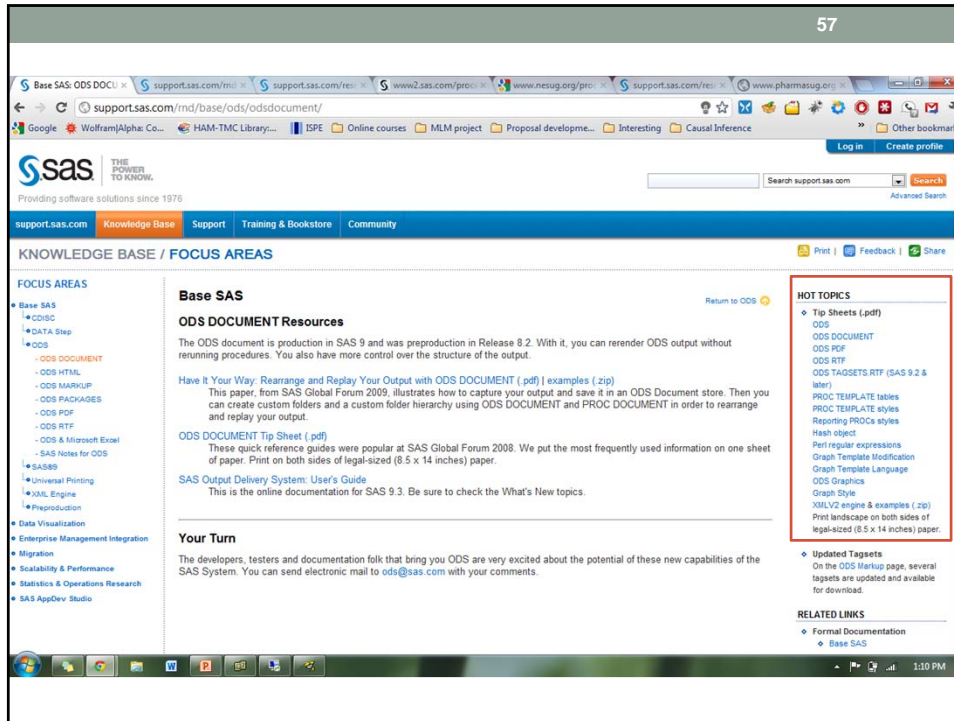 57
Base SAS: ODS DOCU
support.sas.com/rnd
support.sas.com/res
www2.sas.com/proc
www.nesug.org/proc
support.sas.com/res
www.pharmasug.org
support.sas.com/rnd/base/ods/odsdocument/
Google
Wolfram|Alpha: Co...
HAM-TMC Library:...
ISPE
Online courses
MLM project
Proposal developme...
Interesting
Causal Inference
»
Other bookmar
Log in
Create profile
sas
THE
POWER
TO KNOW.
Providing software solutions since 1976
Search support.sas.com
Search
Advanced Search
support.sas.com
Knowledge Base
Support
Training & Bookstore
Community
KNOWLEDGE BASE / FOCUS AREAS
Print |
Feedback |
Share
FOCUS AREAS
Base SAS
CDISC
DATA Step
ODS
- ODS DOCUMENT
- ODS HTML
- ODS MARKUP
- ODS PACKAGES
- ODS PDF
- ODS RTF
- ODS & Microsoft Excel
- SAS Notes for ODS
SAS®9
Universal Printing
XML Engine
Preproduction
Data Visualization
Enterprise Management Integration
Migration
Scalability & Performance
Statistics & Operations Research
SAS AppDev Studio
Base SAS
Return to ODS
ODS DOCUMENT Resources
The ODS document is production in SAS 9 and was preproduction in Release 8.2. With it, you can rerender ODS output without
rerunning procedures. You also have more control over the structure of the output.
Have It Your Way: Rearrange and Replay Your Output with ODS DOCUMENT (.pdf) | examples (.zip)
This paper, from SAS Global Forum 2009, illustrates how to capture your output and save it in an ODS Document store. Then you
can create custom folders and a custom folder hierarchy using ODS DOCUMENT and PROC DOCUMENT in order to rearrange
and replay your output.
ODS DOCUMENT Tip Sheet (.pdf)
These quick reference guides were popular at SAS Global Forum 2008. We put the most frequently used information on one sheet
of paper. Print on both sides of legal-sized (8.5 x 14 inches) paper.
SAS Output Delivery System: User's Guide
This is the online documentation for SAS 9.3. Be sure to check the What's New topics.
Your Turn
The developers, testers and documentation folk that bring you ODS are very excited about the potential of these new capabilities of the
SAS System. You can send electronic mail to ods@sas.com with your comments.
HOT TOPICS
Tip Sheets (.pdf)
ODS
ODS DOCUMENT
ODS PDF
ODS RTF
ODS TAGSETS.RTF (SAS 9.2 &
later)
PROC TEMPLATE tables
PROC TEMPLATE styles
Reporting PROCs styles
Hash object
Perl regular expressions
Graph Template Modification
Graph Template Language
ODS Graphics
Graph Style
XMLV2 engine & examples (.zip)
Print landscape on both sides of
legal-sized (8.5 x 14 inches) paper.
Updated Tagsets
On the ODS Markup page, several
tagsets are updated and available
for download.
RELATED LINKS
Formal Documentation
Base SAS
1:10 PM